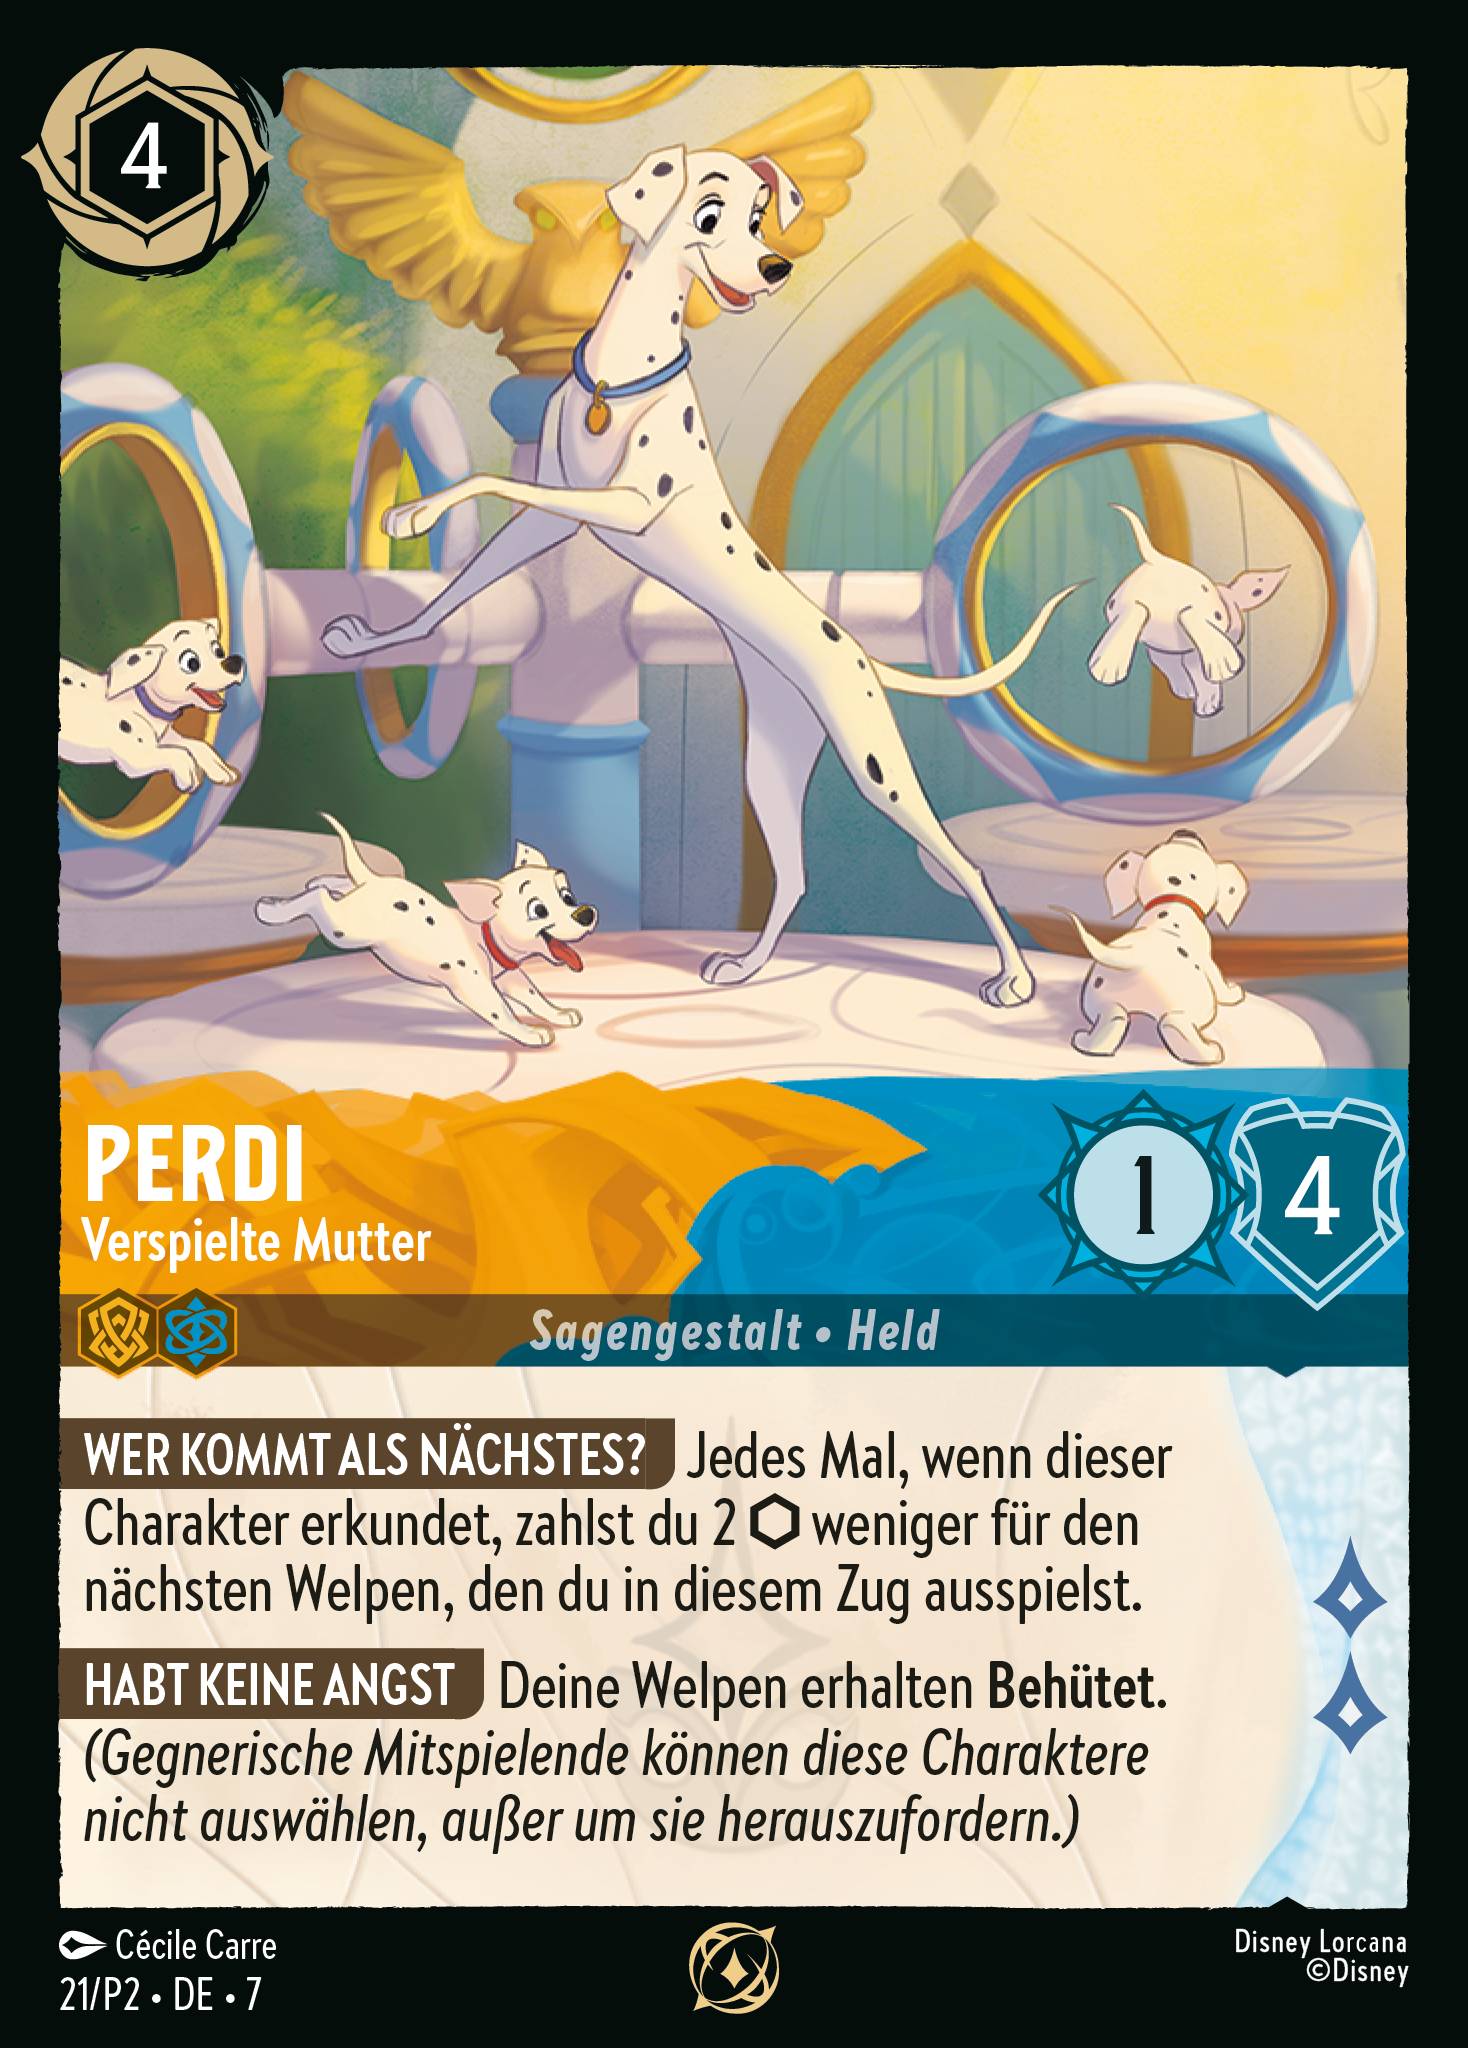 4
PERDI
Verspielte Mutter
1 4
Sagengestalt • Held
WER KOMMT ALS NÄCHSTES? Jedes Mal, wenn dieser
Charakter erkundet, zahlst du 2 ⬡ weniger für den
nächsten Welpen, den du in diesem Zug ausspielst.
HABT KEINE ANGST Deine Welpen erhalten Behütet.
(Gegnerische Mitspielende können diese Charaktere
nicht auswählen, außer um sie herauszufordern.)
Cécile Carre
21/P2 • DE • 7
Disney Lorcana
©Disney